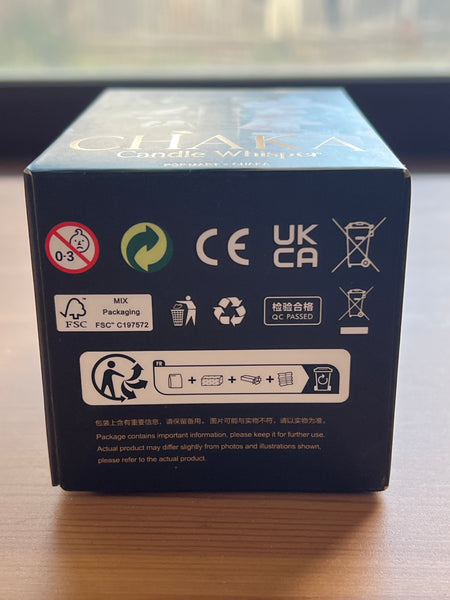 CHAKA
Candle Whisper
POPMART × CHAKA
0-3
CE
UK
CA
FSC
MIX
Packaging
FSC™ C197572
检验合格
QC PASSED
FR
包装上含有重要信息，请保留备用。图片可能与实物不符，请以实物为准。
Package contains important information, please keep it for further use.
Actual product may differ slightly from photos and illustrations shown,
please refer to the actual product.